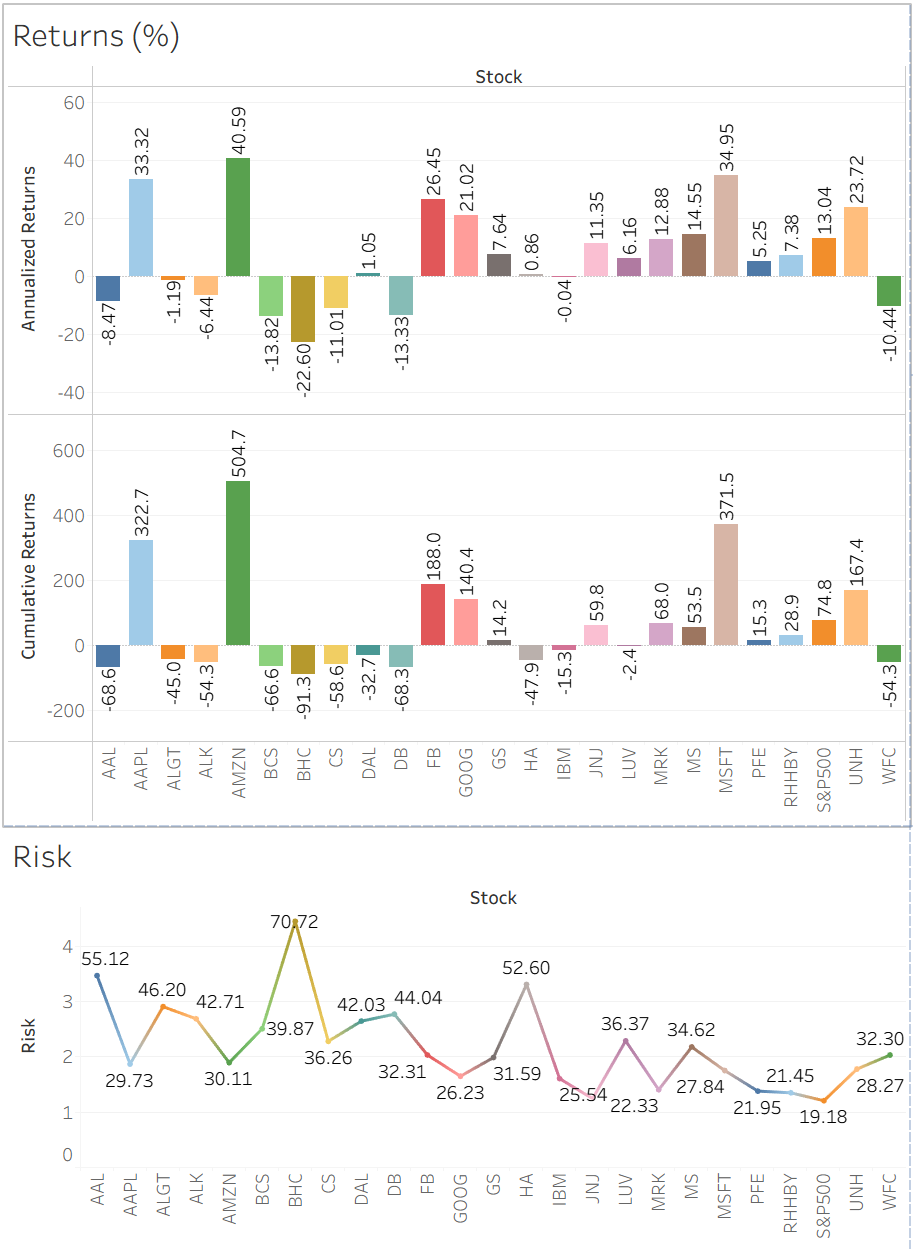 Returns (%)
Stock
Annualized Returns
60
40
20
0
-20
-40
-8.47
33.32
-1.19
-6.44
40.59
-13.82
-22.60
-11.01
1.05
-13.33
26.45
21.02
7.64
0.86
-0.04
11.35
6.16
12.88
14.55
34.95
5.25
7.38
13.04
23.72
-10.44
Cumulative Returns
600
400
200
0
-200
-68.6
322.7
-45.0
-54.3
504.7
-66.6
-91.3
-58.6
-32.7
-68.3
188.0
140.4
14.2
-47.9
-15.3
59.8
-2.4
68.0
53.5
371.5
15.3
28.9
74.8
167.4
-54.3
AAL
AAPL
ALGT
ALK
AMZN
BCS
BHC
CS
DAL
DB
FB
GOOG
GS
HA
IBM
JNJ
LUV
MRK
MS
MSFT
PFE
RHHBY
S&P500
UNH
WFC
Risk
Stock
Risk
4
3
2
1
0
55.12
29.73
46.20
42.71
30.11
39.87
70.72
36.26
42.03
44.04
32.31
26.23
31.59
52.60
25.54
36.37
22.33
34.62
27.84
21.95
21.45
19.18
28.27
32.30
AAL
AAPL
ALGT
ALK
AMZN
BCS
BHC
CS
DAL
DB
FB
GOOG
GS
HA
IBM
JNJ
LUV
MRK
MS
MSFT
PFE
RHHBY
S&P500
UNH
WFC